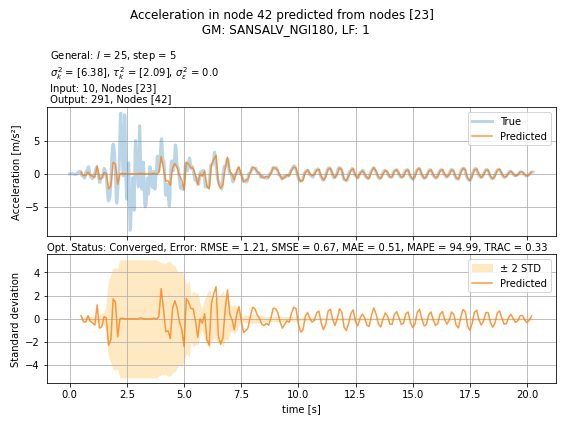 Acceleration in node 42 predicted from nodes [23]
GM: SANSALV_NGI180, LF: 1
General: l = 25, step = 5
σ²ₖ = [6.38], τ²ₖ = [2.09], σ²ε = 0.0
Input: 10, Nodes [23]
Output: 291, Nodes [42]
True
Predicted
5
0
−5
Acceleration [m/s²]
Opt. Status: Converged, Error: RMSE = 1.21, SMSE = 0.67, MAE = 0.51, MAPE = 94.99, TRAC = 0.33
± 2 STD
Predicted
4
2
0
−2
−4
Standard deviation
0.0 2.5 5.0 7.5 10.0 12.5 15.0 17.5 20.0
time [s]